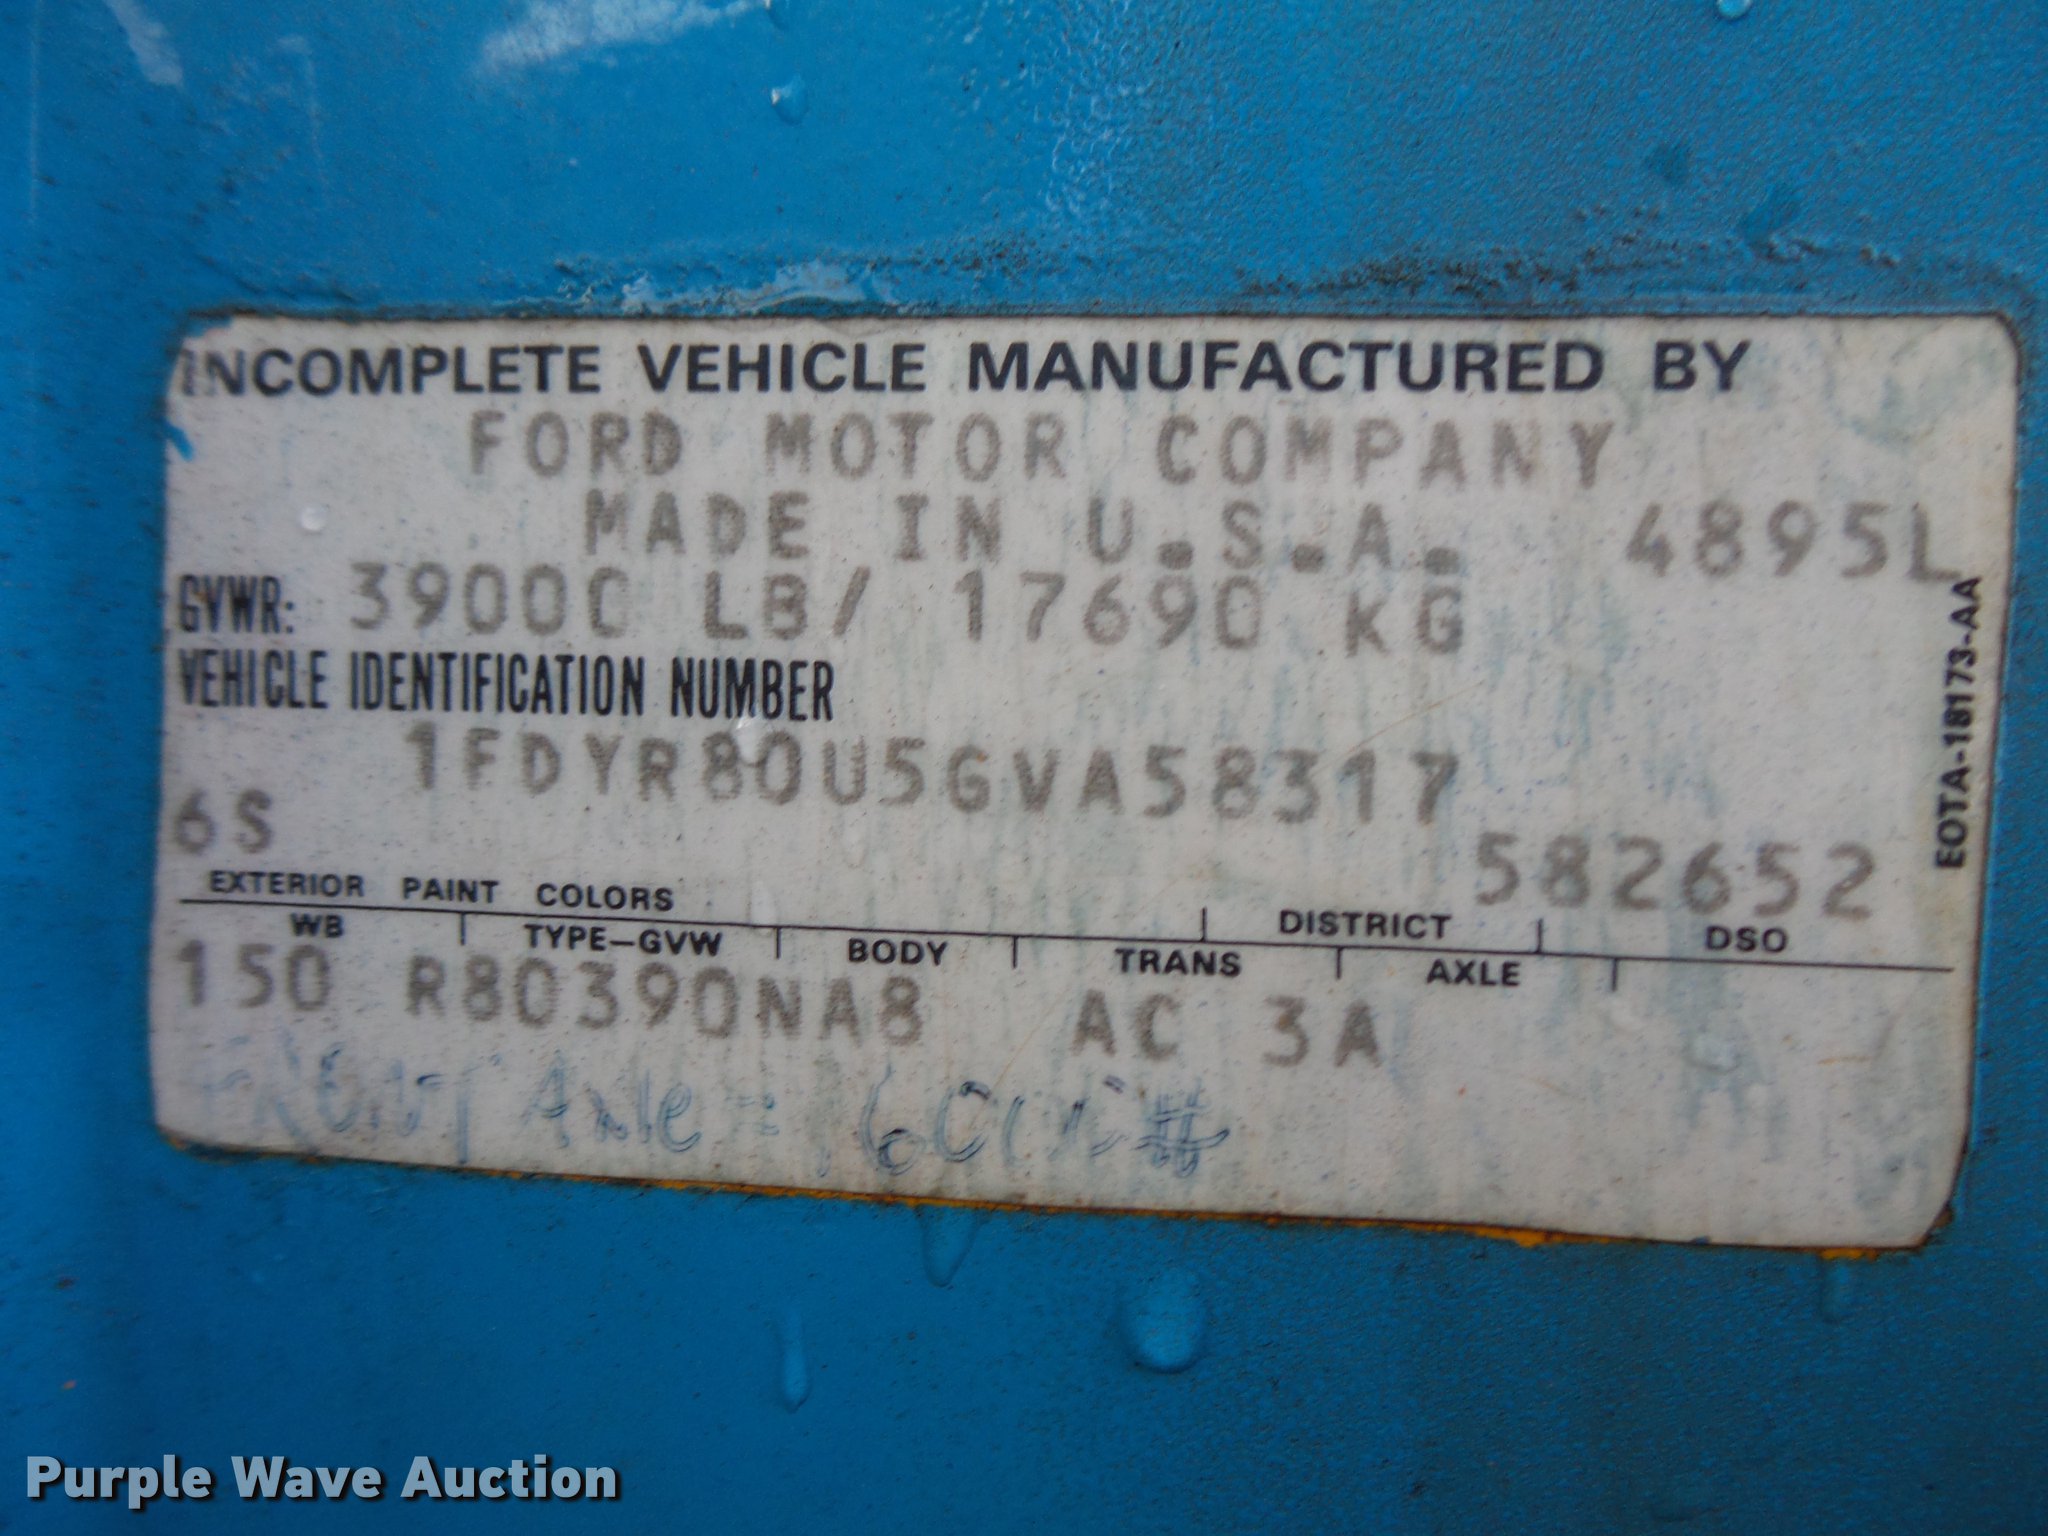 INCOMPLETE VEHICLE MANUFACTURED BY
FORD MOTOR COMPANY
MADE IN U.S.A. 4895L
GVWR: 39000 LB/ 17690 KG
VEHICLE IDENTIFICATION NUMBER
1FDYR80U5GVA58317
6S 582652
EXTERIOR PAINT COLORS DISTRICT DSO
WB TYPE-GVW BODY TRANS AXLE
150 R80390NA8 AC 3A
FRONT Axle =
EOTA-18173-AA
Purple Wave Auction